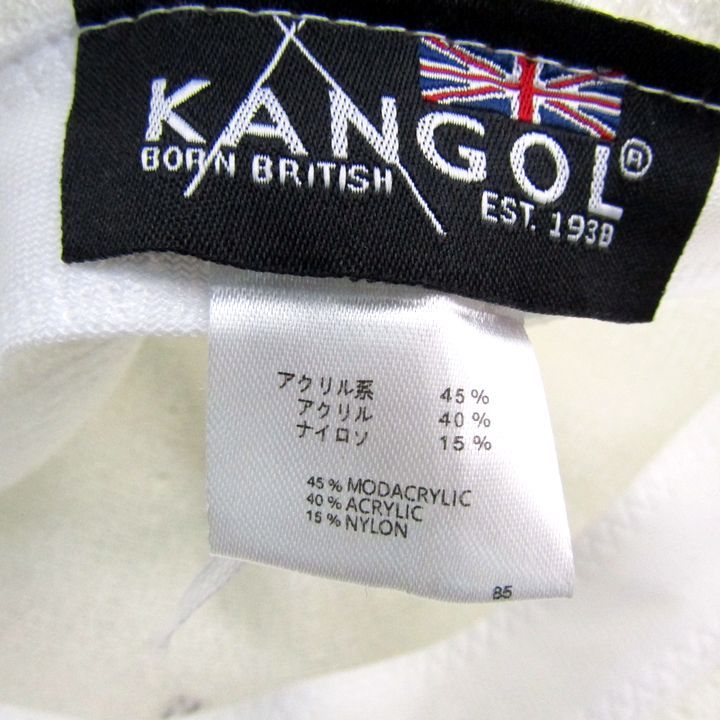 KANGOL®
BORN BRITISH
EST. 1938
アクリル系 45%
アクリル 40%
ナイロソ 15%
45% MODACRYLIC
40% ACRYLIC
15% NYLON
85